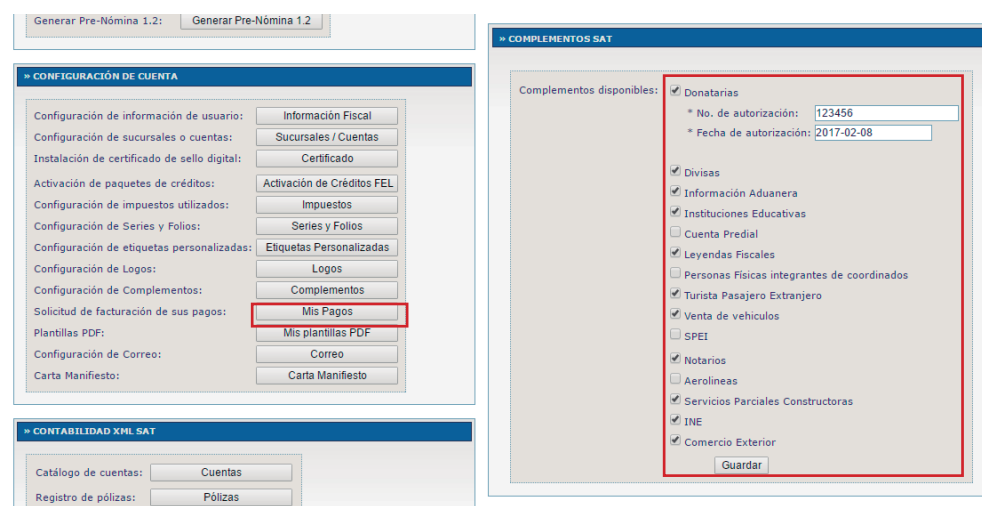 Generar Pre-Nómina 1.2: Generar Pre-Nómina 1.2
» CONFIGURACIÓN DE CUENTA
Configuración de información de usuario: Información Fiscal
Configuración de sucursales o cuentas: Sucursales / Cuentas
Instalación de certificado de sello digital: Certificado
Activación de paquetes de créditos: Activación de Créditos FEL
Configuración de impuestos utilizados: Impuestos
Configuración de Series y Folios: Series y Folios
Configuración de etiquetas personalizadas: Etiquetas Personalizadas
Configuración de Logos: Logos
Configuración de Complementos: Complementos
Solicitud de facturación de sus pagos: Mis Pagos
Plantillas PDF: Mis plantillas PDF
Configuración de Correo: Correo
Carta Manifiesto: Carta Manifiesto
» CONTABILIDAD XML SAT
Catálogo de cuentas: Cuentas
Registro de pólizas: Pólizas
» COMPLEMENTOS SAT
Complementos disponibles: Donatarias
* No. de autorización: 123456
* Fecha de autorización: 2017-02-08
Divisas
Información Aduanera
Instituciones Educativas
Cuenta Predial
Leyendas Fiscales
Personas Físicas integrantes de coordinados
Turista Pasajero Extranjero
Venta de vehiculos
SPEI
Notarios
Aerolineas
Servicios Parciales Constructoras
INE
Comercio Exterior
Guardar